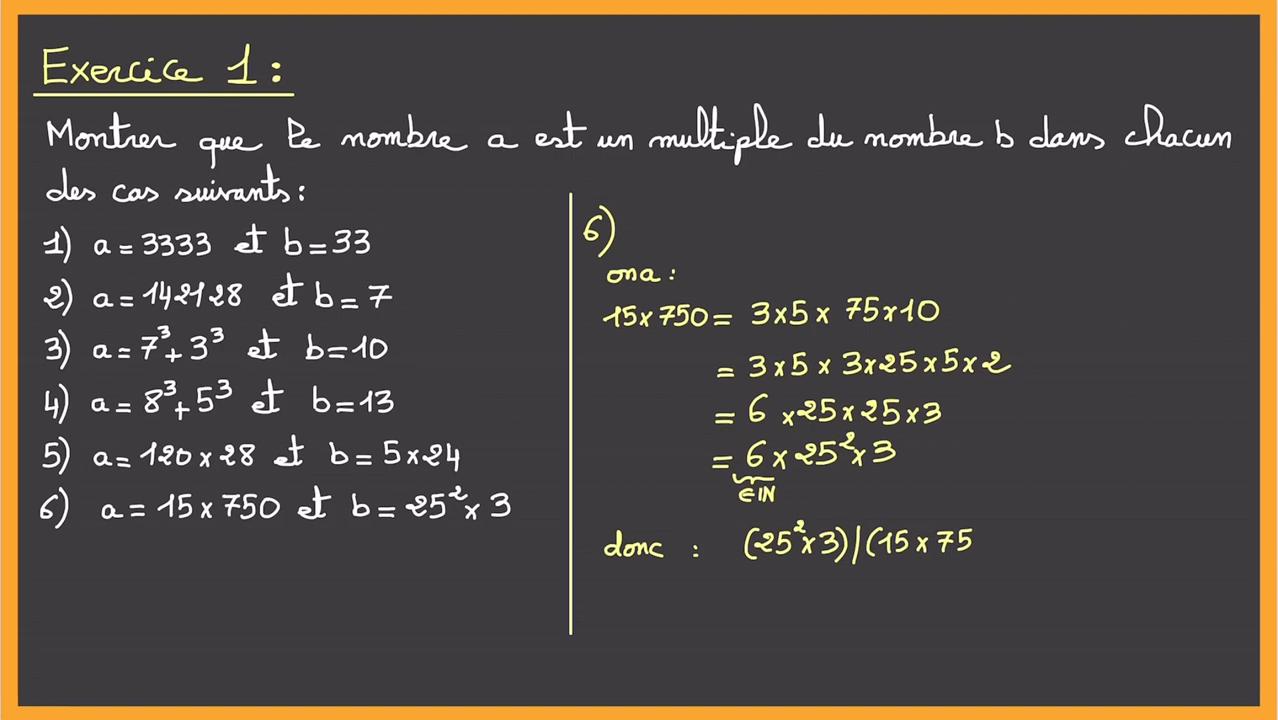 Exercice 1 :
Montrer que le nombre a est un multiple du nombre b dans chacun
des cas suivants :
1) a = 3333 et b = 33
2) a = 142128 et b = 7
3) a = 7³ + 3³ et b = 10
4) a = 8³ + 5³ et b = 13
5) a = 120 × 28 et b = 5 × 24
6) a = 15 × 750 et b = 25² × 3
6)
ona :
15 × 750 = 3 × 5 × 75 × 10
= 3 × 5 × 3 × 25 × 5 × 2
= 6 × 25 × 25 × 3
= 6 × 25² × 3
∈ IN
donc : (25² × 3) | (15 × 75